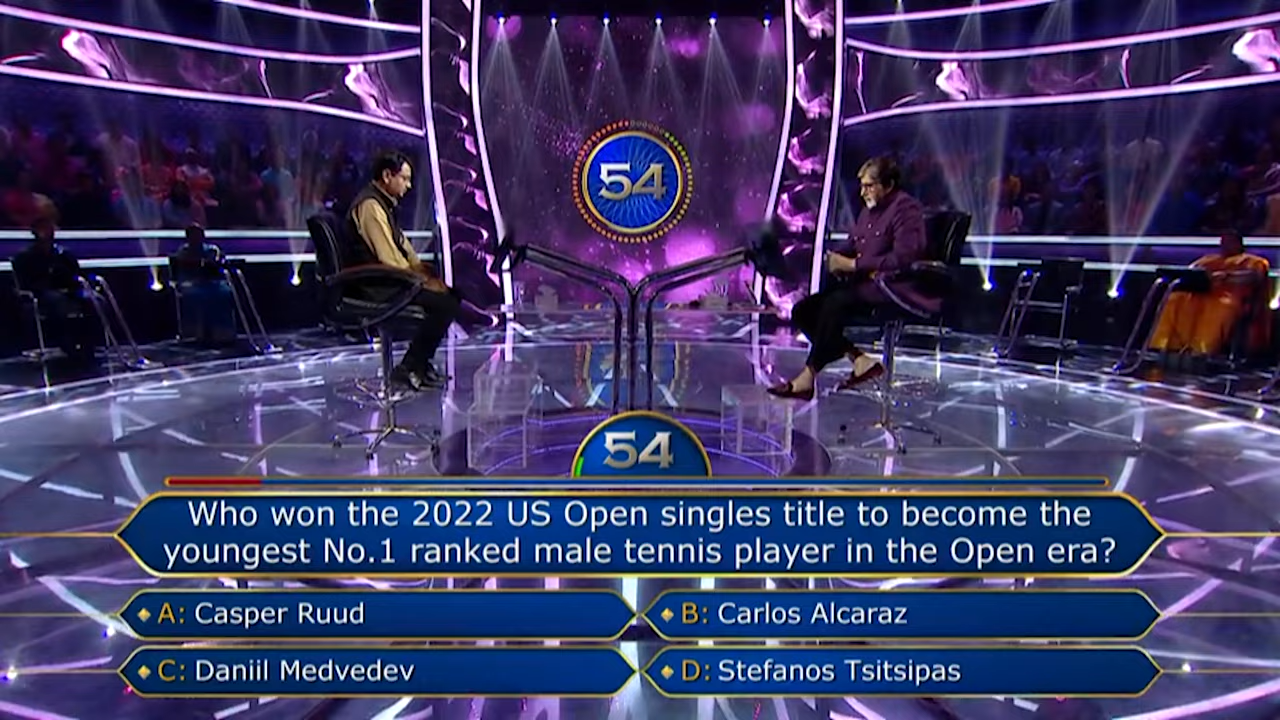 54
54
Who won the 2022 US Open singles title to become the
youngest No.1 ranked male tennis player in the Open era?
A: Casper Ruud
B: Carlos Alcaraz
C: Daniil Medvedev
D: Stefanos Tsitsipas